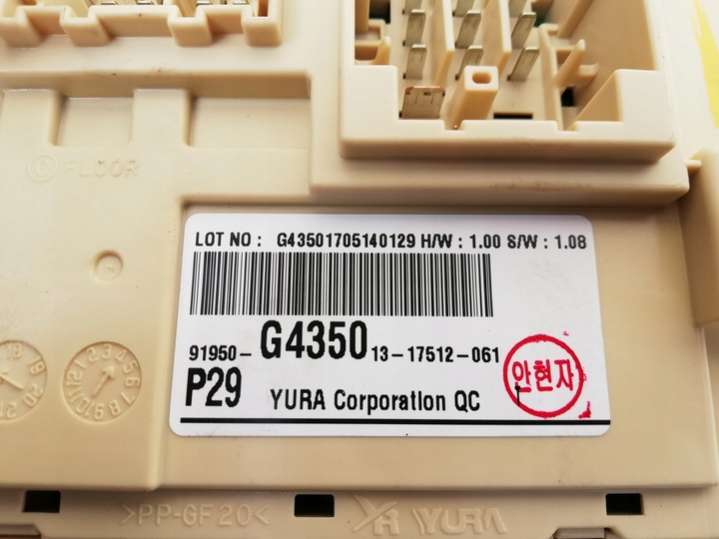 Ⓒ FLOOR
LOT NO : G43501705140129 H/W : 1.00 S/W : 1.08
91950- G4350 13-17512-061
안현자
P29 YURA Corporation QC
>PP-GF20< YR YURA